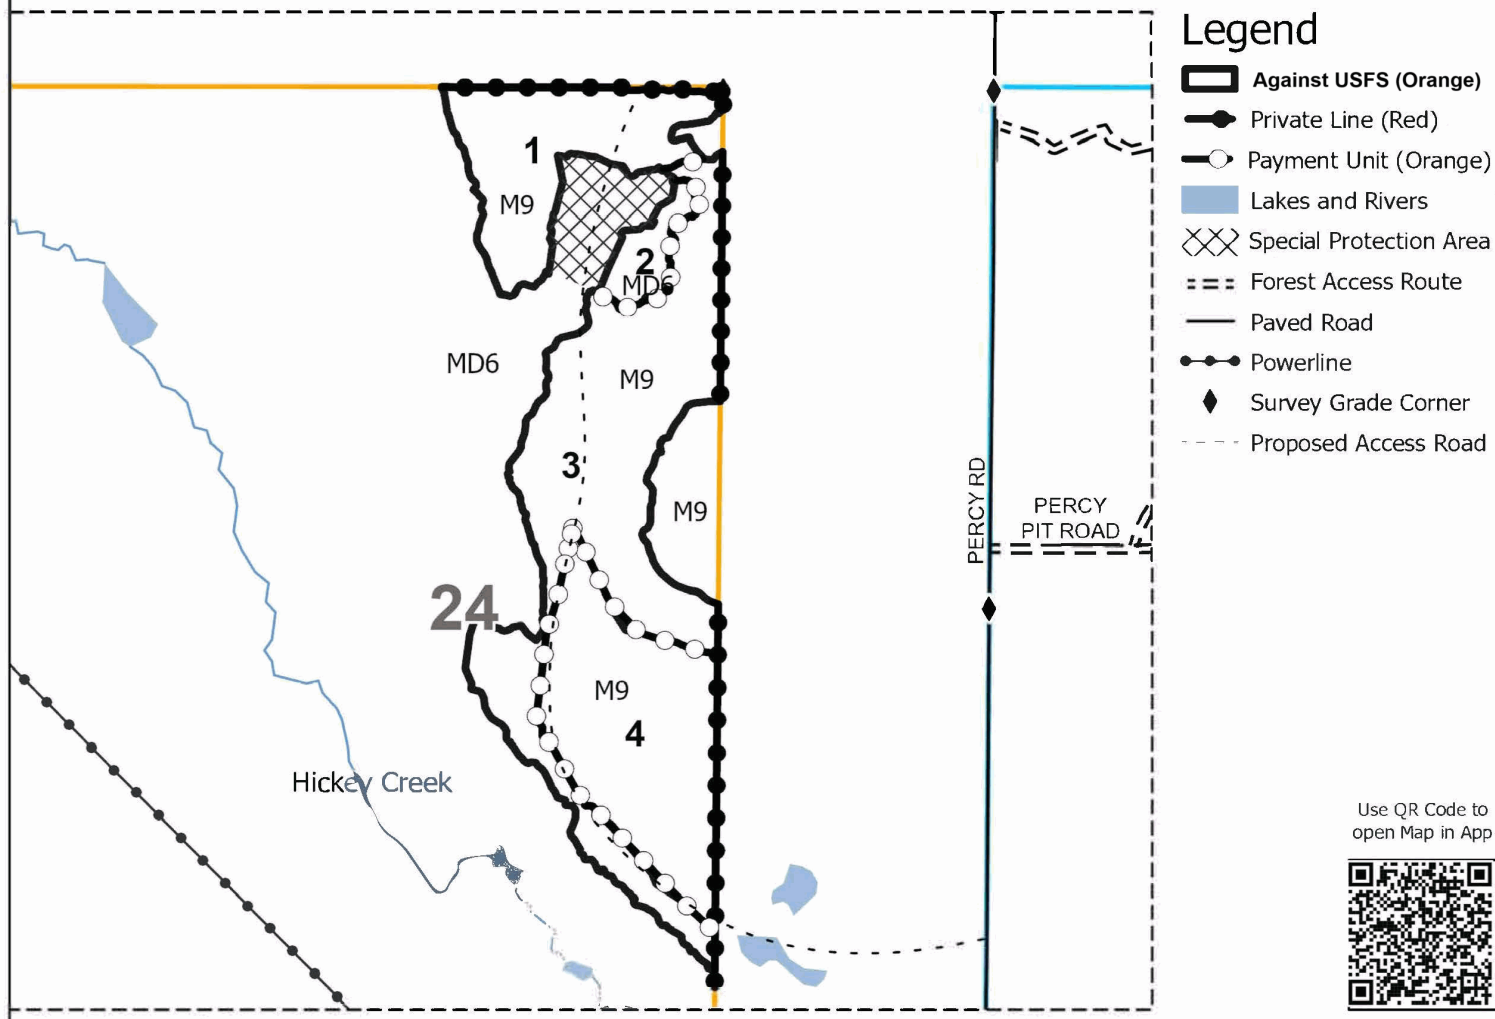 Legend
Against USFS (Orange)
Private Line (Red)
Payment Unit (Orange)
Lakes and Rivers
Special Protection Area
Forest Access Route
Paved Road
Powerline
Survey Grade Corner
Proposed Access Road
1
M9
2
MD6
MD6
M9
3
M9
PERCY RD
PERCY
PIT ROAD
24
M9
4
Hickey Creek
Use QR Code to
open Map in App